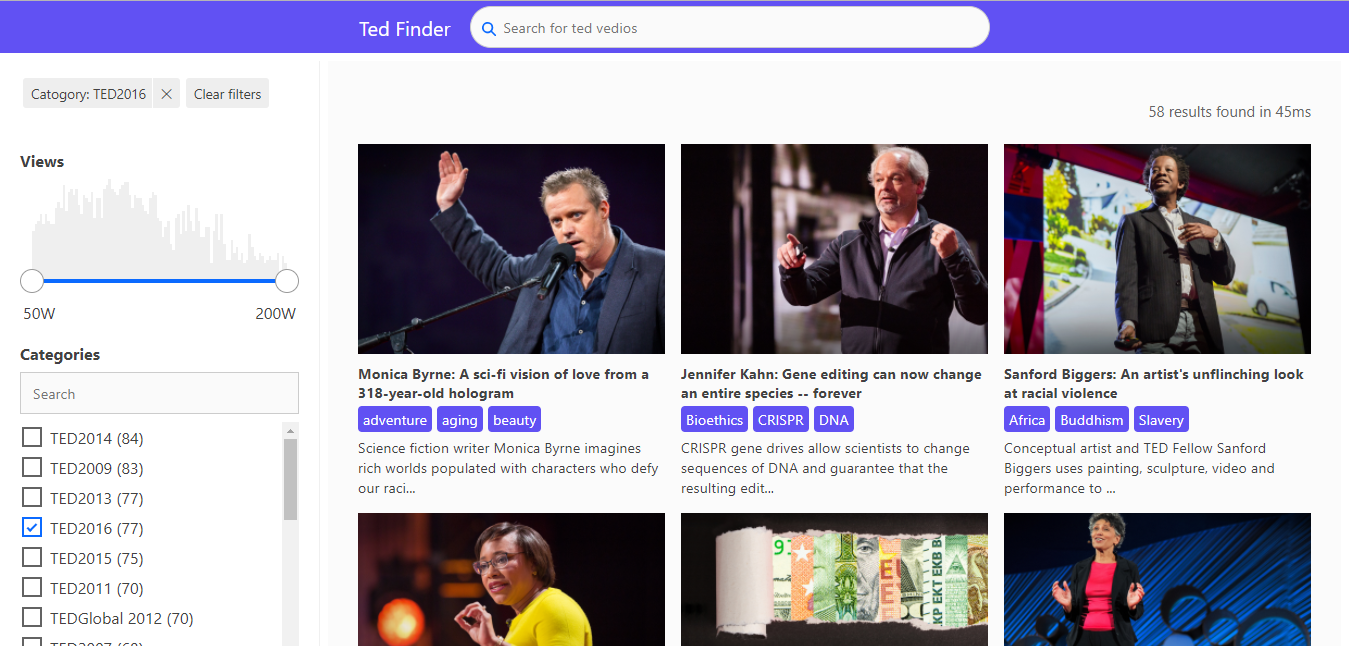 Ted Finder
Search for ted vedios
Catogory: TED2016
Clear filters
58 results found in 45ms
Views
50W
200W
Categories
Search
TED2014 (84)
TED2009 (83)
TED2013 (77)
TED2016 (77)
TED2015 (75)
TED2011 (70)
TEDGlobal 2012 (70)
Monica Byrne: A sci-fi vision of love from a
318-year-old hologram
adventure aging beauty
Science fiction writer Monica Byrne imagines
rich worlds populated with characters who defy
our raci...
Jennifer Kahn: Gene editing can now change
an entire species -- forever
Bioethics CRISPR DNA
CRISPR gene drives allow scientists to change
sequences of DNA and guarantee that the
resulting edit...
Sanford Biggers: An artist's unflinching look
at racial violence
Africa Buddhism Slavery
Conceptual artist and TED Fellow Sanford
Biggers uses painting, sculpture, video and
performance to ...